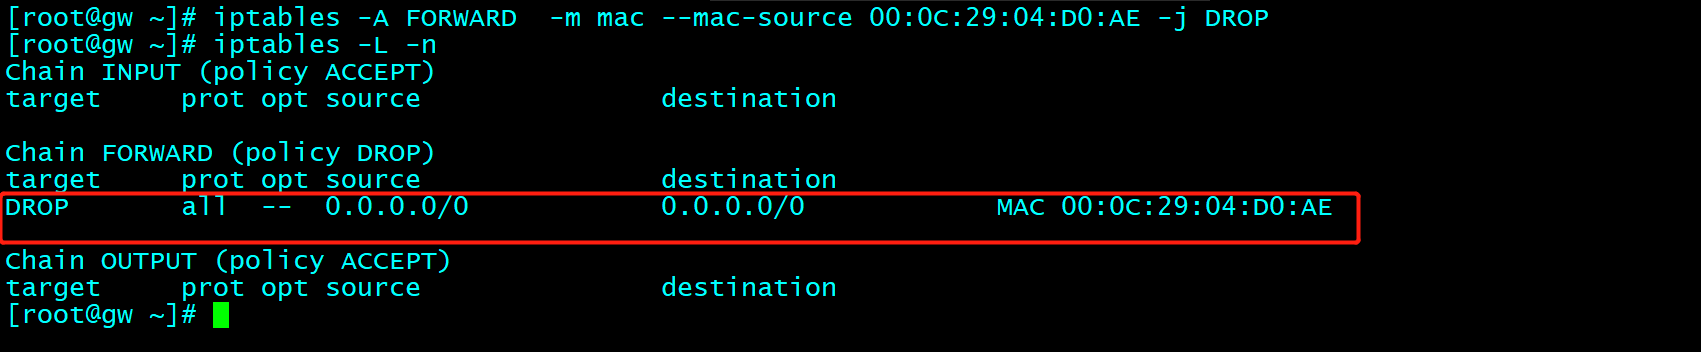 [root@gw ~]# iptables -A FORWARD  -m mac --mac-source 00:0C:29:04:D0:AE -j DROP
[root@gw ~]# iptables -L -n
Chain INPUT (policy ACCEPT)
target     prot opt source               destination

Chain FORWARD (policy DROP)
target     prot opt source               destination
DROP       all  --  0.0.0.0/0            0.0.0.0/0            MAC 00:0C:29:04:D0:AE

Chain OUTPUT (policy ACCEPT)
target     prot opt source               destination
[root@gw ~]#